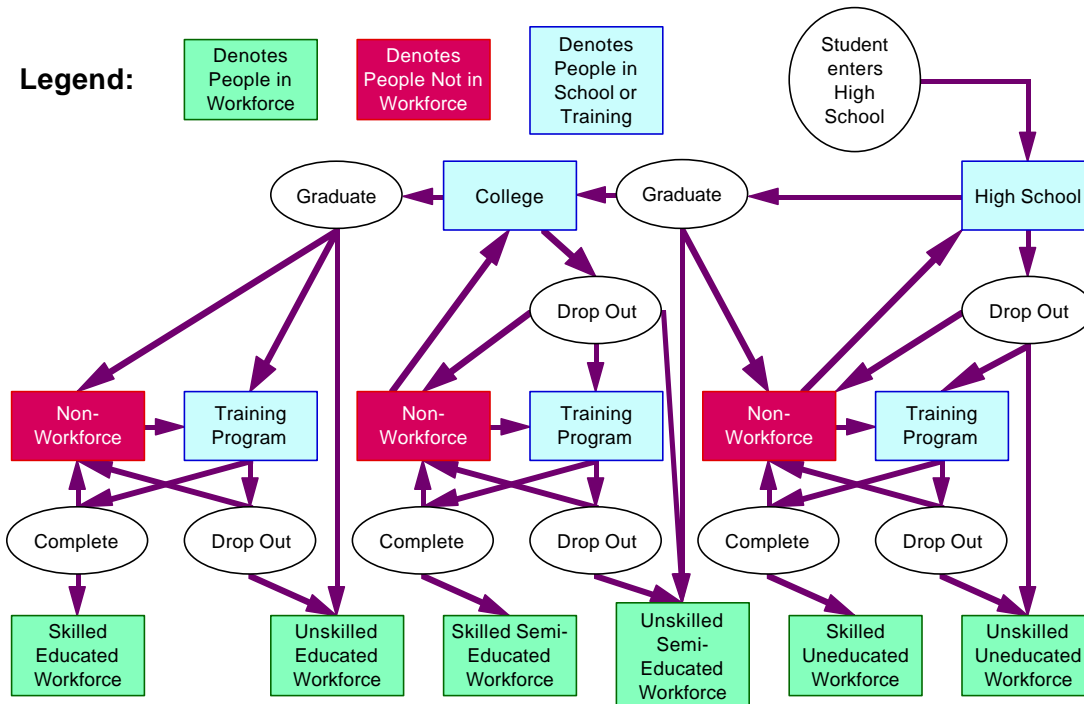 Legend:
Denotes
People in
Workforce
Denotes
People Not in
Workforce
Denotes
People in
School or
Training
Student
enters
High
School
Graduate
College
Graduate
High School
Drop Out
Drop Out
Non-
Workforce
Training
Program
Non-
Workforce
Training
Program
Non-
Workforce
Training
Program
Complete
Drop Out
Complete
Drop Out
Complete
Drop Out
Skilled
Educated
Workforce
Unskilled
Educated
Workforce
Skilled Semi-
Educated
Workforce
Unskilled
Semi-
Educated
Workforce
Skilled
Uneducated
Workforce
Unskilled
Uneducated
Workforce